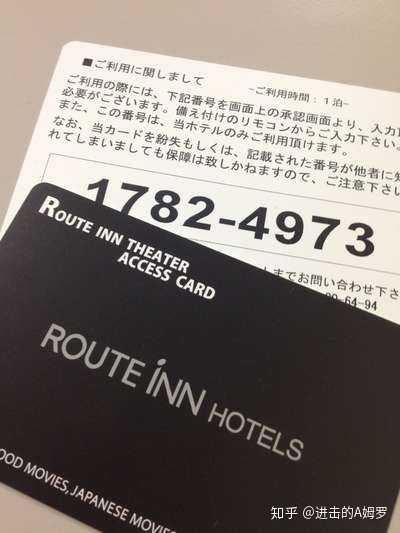 ■ご利用に関しまして
~ご利用時間：1泊~
ご利用の際には、下記番号を画面上の承認画面より、入力頂
必要がございます。備え付けのリモコンからご入力下さい。
また、この番号は、当ホテルのみご利用頂けます。
なお、当カードを紛失もしくは、記載された番号が他者に知
れてしまいましても保障は致しかねますので、ご注意下さい
1782-4973
までお問い合わせ下さ
64-94
ROUTE INN THEATER
ACCESS CARD
ROUTE INN HOTELS
OOD MOVIES, JAPANESE MOVIES
知乎 @进击的A姆罗